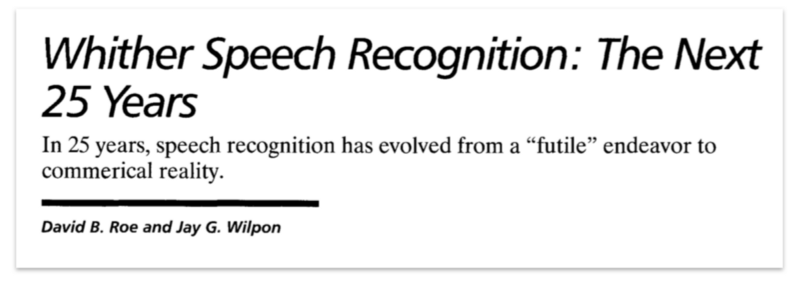 Whither Speech Recognition: The Next
25 Years
In 25 years, speech recognition has evolved from a “futile” endeavor to
commerical reality.
David B. Roe and Jay G. Wilpon